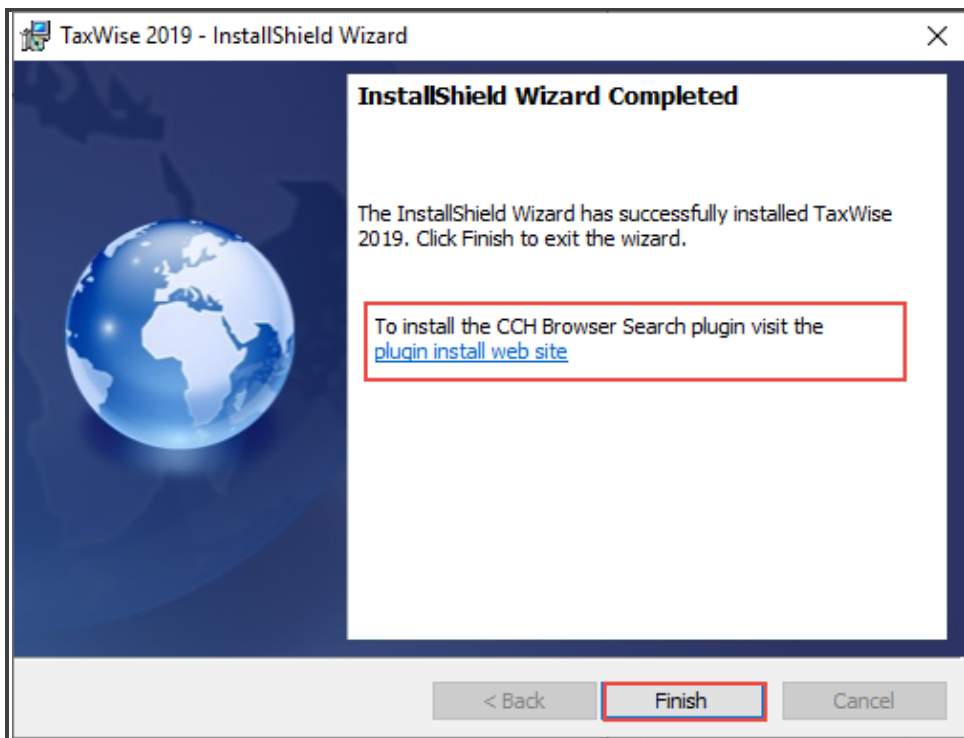 TaxWise 2019 - InstallShield Wizard
InstallShield Wizard Completed
The InstallShield Wizard has successfully installed TaxWise
2019. Click Finish to exit the wizard.
To install the CCH Browser Search plugin visit the
plugin install web site
< Back Finish Cancel